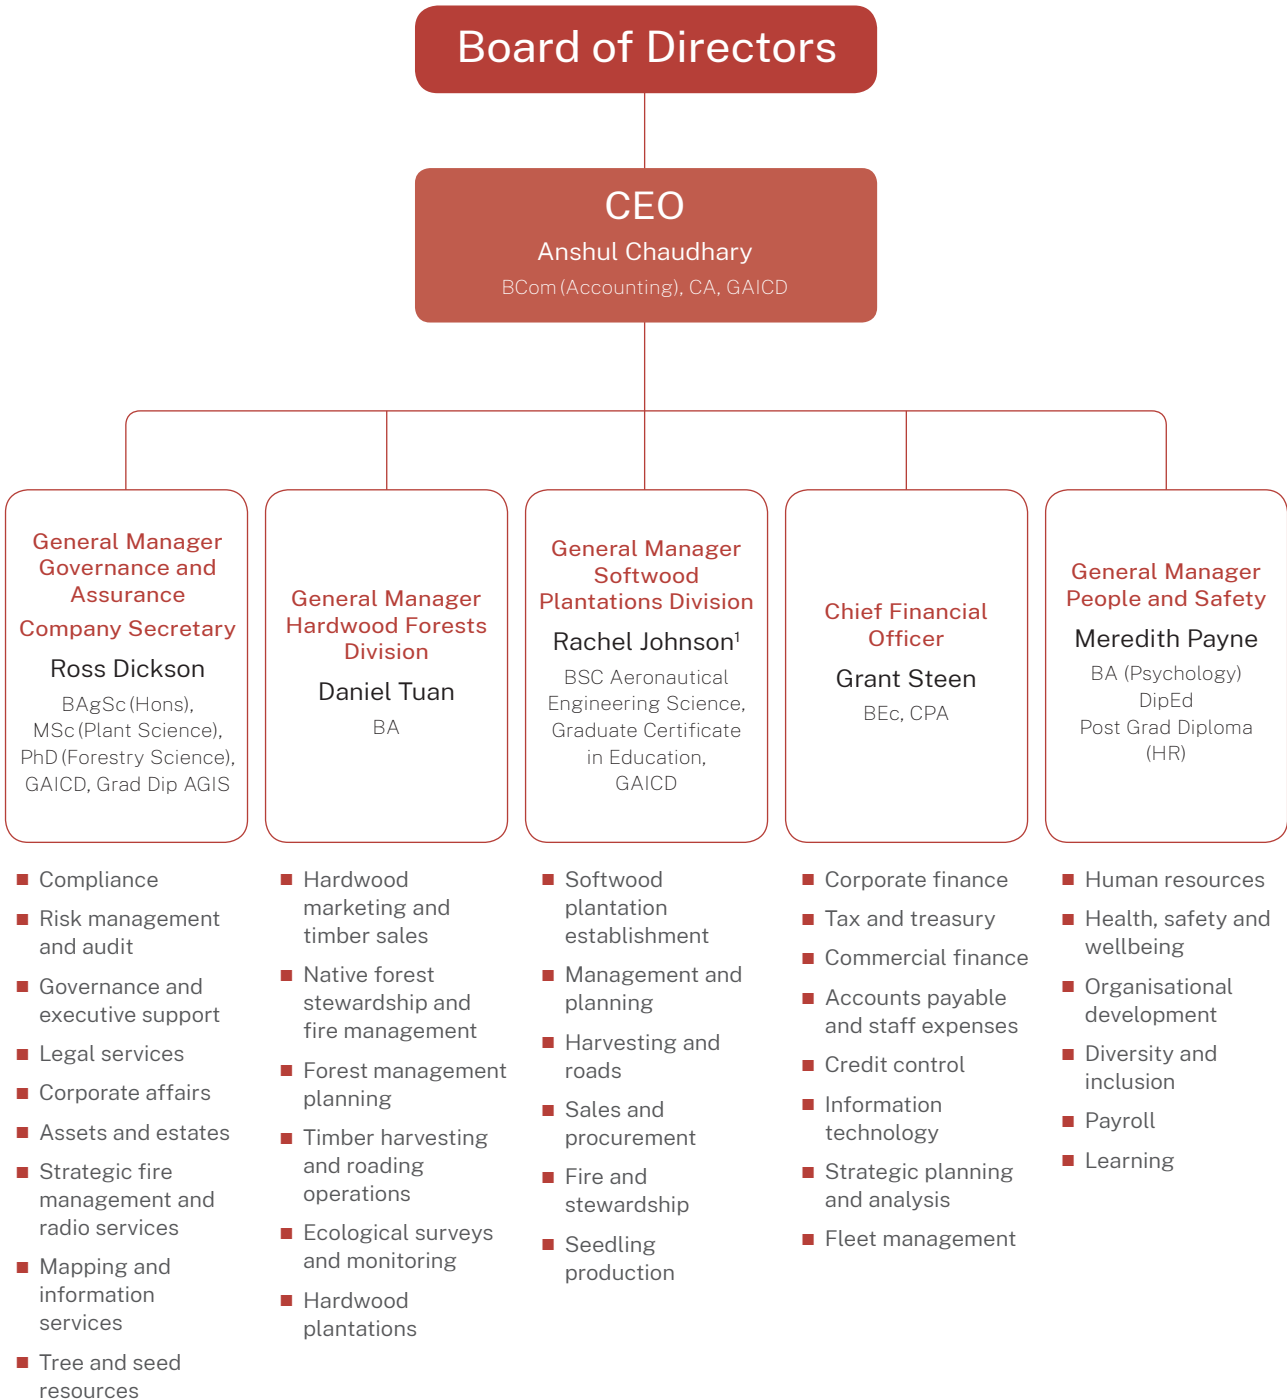 Board of Directors
CEO
Anshul Chaudhary
BCom (Accounting), CA, GAICD
General Manager
Governance and
Assurance
Company Secretary
Ross Dickson
BAgSc (Hons),
MSc (Plant Science),
PhD (Forestry Science),
GAICD, Grad Dip AGIS
General Manager
Hardwood Forests
Division
Daniel Tuan
BA
General Manager
Softwood
Plantations Division
Rachel Johnson¹
BSC Aeronautical
Engineering Science,
Graduate Certificate
in Education,
GAICD
Chief Financial
Officer
Grant Steen
BEc, CPA
General Manager
People and Safety
Meredith Payne
BA (Psychology)
DipEd
Post Grad Diploma
(HR)
■ Compliance
■ Risk management
and audit
■ Governance and
executive support
■ Legal services
■ Corporate affairs
■ Assets and estates
■ Strategic fire
management and
radio services
■ Mapping and
information
services
■ Tree and seed
resources
■ Hardwood
marketing and
timber sales
■ Native forest
stewardship and
fire management
■ Forest management
planning
■ Timber harvesting
and roading
operations
■ Ecological surveys
and monitoring
■ Hardwood
plantations
■ Softwood
plantation
establishment
■ Management and
planning
■ Harvesting and
roads
■ Sales and
procurement
■ Fire and
stewardship
■ Seedling
production
■ Corporate finance
■ Tax and treasury
■ Commercial finance
■ Accounts payable
and staff expenses
■ Credit control
■ Information
technology
■ Strategic planning
and analysis
■ Fleet management
■ Human resources
■ Health, safety and
wellbeing
■ Organisational
development
■ Diversity and
inclusion
■ Payroll
■ Learning